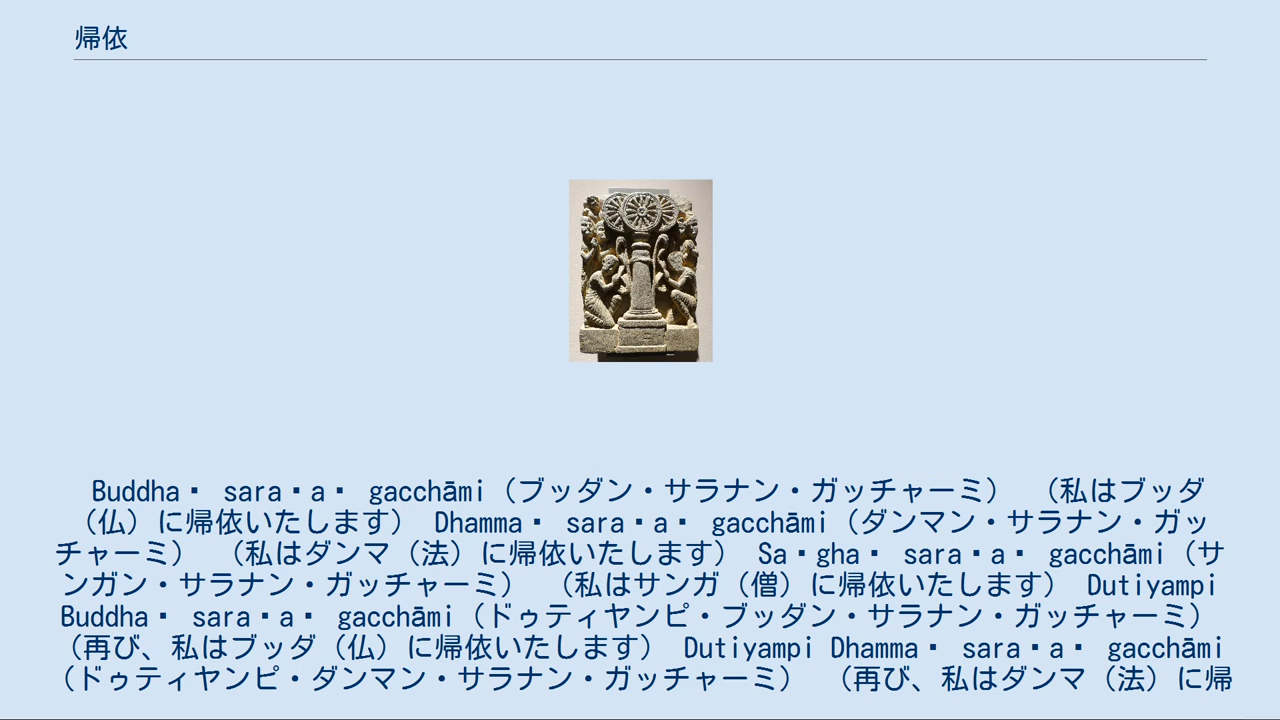 帰依
Buddha▪ sara▪a▪ gacchāmi（ブッダン・サラナン・ガッチャーミ） （私はブッダ
（仏）に帰依いたします） Dhamma▪ sara▪a▪ gacchāmi（ダンマン・サラナン・ガッ
チャーミ） （私はダンマ（法）に帰依いたします） Sa▪gha▪ sara▪a▪ gacchāmi（サ
ンガン・サラナン・ガッチャーミ） （私はサンガ（僧）に帰依いたします） Dutiyampi
Buddha▪ sara▪a▪ gacchāmi（ドゥティヤンピ・ブッダン・サラナン・ガッチャーミ）
（再び、私はブッダ（仏）に帰依いたします） Dutiyampi Dhamma▪ sara▪a▪ gacchāmi
（ドゥティヤンピ・ダンマン・サラナン・ガッチャーミ） （再び、私はダンマ（法）に帰